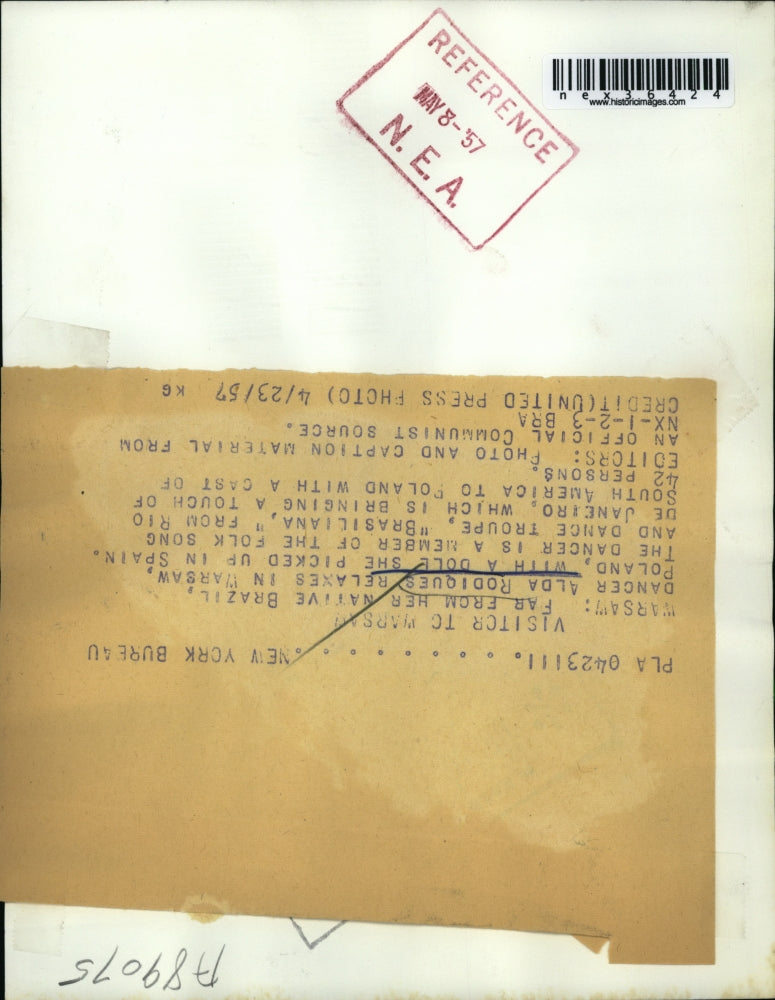 REFERENCE
MAY 8-'57
N. E. A.
nex36424
www.historicimages.com
PLA 0423111. . . . . . . . . .NEW YORK BUREAU
VISITOR TO WARSAW
WARSAW: FAR FROM HER NATIVE BRAZIL,
DANCER ALDA RODIQUES RELAXES IN WARSAW,
POLAND, WITH A DOLL SHE PICKED UP IN SPAIN.
THE DANCER IS A MEMBER OF THE FOLK SONG
AND DANCE TROUPE, "BRASILIANA," FROM RIO
DE JANEIRO, WHICH IS BRINGING A TOUCH OF
SOUTH AMERICA TO POLAND WITH A CAST OF
42 PERSONS.
EDITORS: PHOTO AND CAPTION MATERIAL FROM
AN OFFICIAL COMMUNIST SOURCE.
NX-1-2-3 BRA
CREDIT(UNITED PRESS PHOTO) 4/23/57 KG
A89075